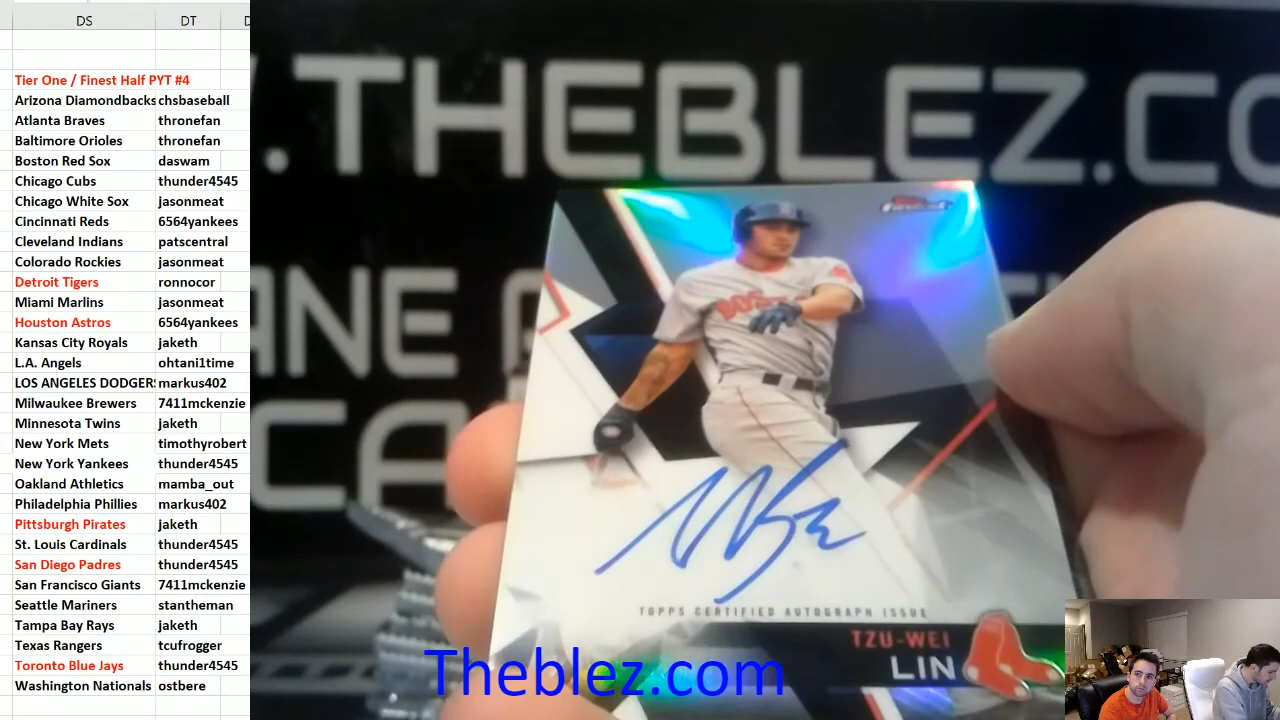 DS DT
Tier One / Finest Half PYT #4
Arizona Diamondbacks chsbaseball
Atlanta Braves thronefan
Baltimore Orioles thronefan
Boston Red Sox daswam
Chicago Cubs thunder4545
Chicago White Sox jasonmeat
Cincinnati Reds 6564yankees
Cleveland Indians patscentral
Colorado Rockies jasonmeat
Detroit Tigers ronnocor
Miami Marlins jasonmeat
Houston Astros 6564yankees
Kansas City Royals jaketh
L.A. Angels ohtani1time
LOS ANGELES DODGERS markus402
Milwaukee Brewers 7411mckenzie
Minnesota Twins jaketh
New York Mets timothyrobert
New York Yankees thunder4545
Oakland Athletics mamba_out
Philadelphia Phillies markus402
Pittsburgh Pirates jaketh
St. Louis Cardinals thunder4545
San Diego Padres thunder4545
San Francisco Giants 7411mckenzie
Seattle Mariners stantheman
Tampa Bay Rays jaketh
Texas Rangers tcufrogger
Toronto Blue Jays thunder4545
Washington Nationals ostbere
.THEBLEZ.CO
ANE
CA
TOPPS CERTIFIED AUTOGRAPH ISSUE
TZU-WEI
LIN
Theblez.com